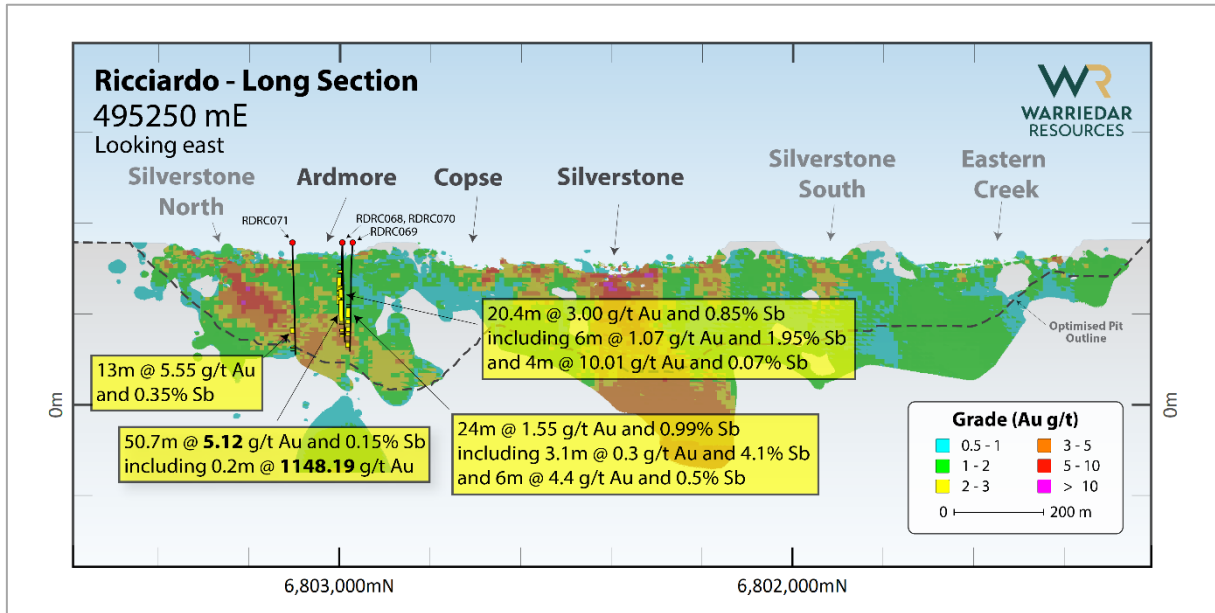 Ricciardo - Long Section
495250 mE
Looking east
WARRIEDAR
RESOURCES
Silverstone
North
Ardmore
Copse
Silverstone
Silverstone
South
Eastern
Creek
RDRC071
RDRC068, RDRC070
RDRC069
20.4m @ 3.00 g/t Au and 0.85% Sb
including 6m @ 1.07 g/t Au and 1.95% Sb
and 4m @ 10.01 g/t Au and 0.07% Sb
Optimised Pit
Outline
13m @ 5.55 g/t Au
and 0.35% Sb
0m
0m
50.7m @ 5.12 g/t Au and 0.15% Sb
including 0.2m @ 1148.19 g/t Au
24m @ 1.55 g/t Au and 0.99% Sb
including 3.1m @ 0.3 g/t Au and 4.1% Sb
and 6m @ 4.4 g/t Au and 0.5% Sb
Grade (Au g/t)
0.5 - 1
3 - 5
1 - 2
5 - 10
2 - 3
> 10
0
200 m
6,803,000mN
6,802,000mN